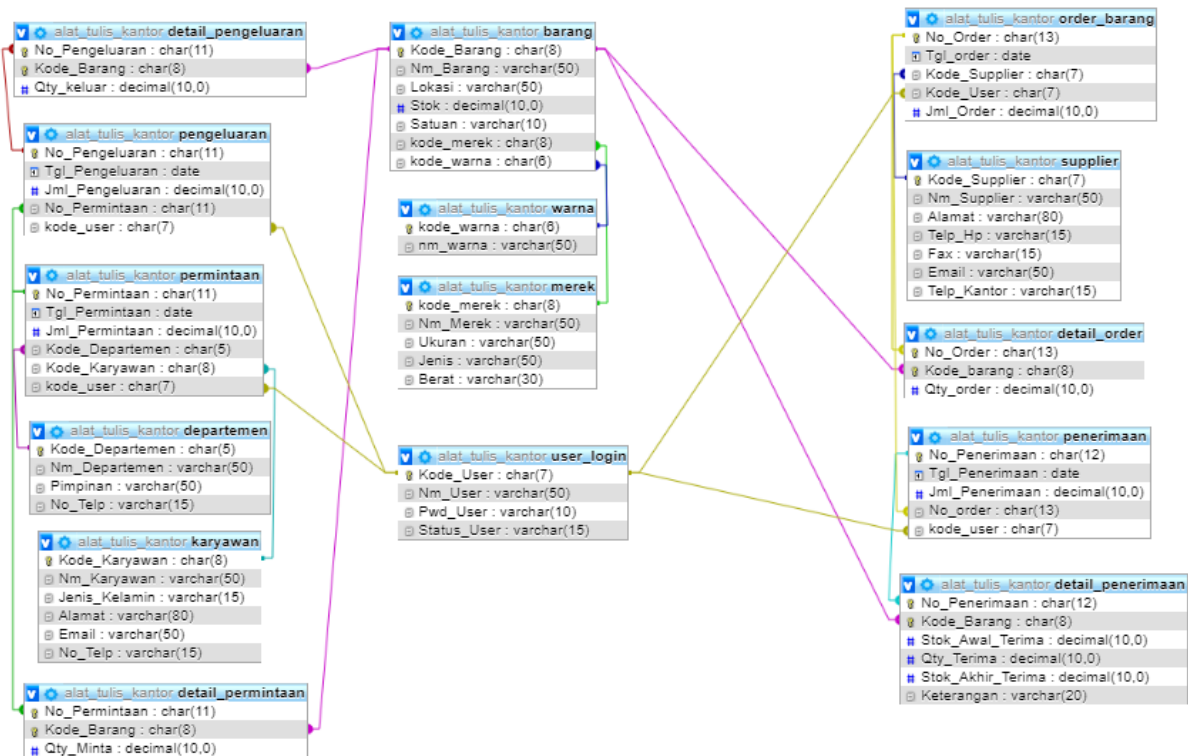 alat_tulis_kantor detail_pengeluaran
No_Pengeluaran : char(11)
Kode_Barang : char(8)
Qty_keluar : decimal(10,0)
alat_tulis_kantor pengeluaran
No_Pengeluaran : char(11)
Tgl_Pengeluaran : date
Jml_Pengeluaran : decimal(10,0)
No_Permintaan : char(11)
kode_user : char(7)
alat_tulis_kantor permintaan
No_Permintaan : char(11)
Tgl_Permintaan : date
Jml_Permintaan : decimal(10,0)
Kode_Departemen : char(5)
Kode_Karyawan : char(8)
kode_user : char(7)
alat_tulis_kantor departemen
Kode_Departemen : char(5)
Nm_Departemen : varchar(50)
Pimpinan : varchar(50)
No_Telp : varchar(15)
alat_tulis_kantor karyawan
Kode_Karyawan : char(8)
Nm_Karyawan : varchar(50)
Jenis_Kelamin : varchar(15)
Alamat : varchar(80)
Email : varchar(50)
No_Telp : varchar(15)
alat_tulis_kantor detail_permintaan
No_Permintaan : char(11)
Kode_Barang : char(8)
Qty_Minta : decimal(10,0)
alat_tulis_kantor barang
Kode_Barang : char(8)
Nm_Barang : varchar(50)
Lokasi : varchar(50)
Stok : decimal(10,0)
Satuan : varchar(10)
kode_merek : char(8)
kode_warna : char(6)
alat_tulis_kantor warna
kode_warna : char(6)
nm_warna : varchar(50)
alat_tulis_kantor merek
kode_merek : char(8)
Nm_Merek : varchar(50)
Ukuran : varchar(50)
Jenis : varchar(50)
Berat : varchar(30)
alat_tulis_kantor user_login
Kode_User : char(7)
Nm_User : varchar(50)
Pwd_User : varchar(10)
Status_User : varchar(15)
alat_tulis_kantor order_barang
No_Order : char(13)
Tgl_order : date
Kode_Supplier : char(7)
Kode_User : char(7)
Jml_Order : decimal(10,0)
alat_tulis_kantor supplier
Kode_Supplier : char(7)
Nm_Supplier : varchar(50)
Alamat : varchar(80)
Telp_Hp : varchar(15)
Fax : varchar(15)
Email : varchar(50)
Telp_Kantor : varchar(15)
alat_tulis_kantor detail_order
No_Order : char(13)
Kode_barang : char(8)
Qty_order : decimal(10,0)
alat_tulis_kantor penerimaan
No_Penerimaan : char(12)
Tgl_Penerimaan : date
Jml_Penerimaan : decimal(10,0)
No_order : char(13)
kode_user : char(7)
alat_tulis_kantor detail_penerimaan
No_Penerimaan : char(12)
Kode_Barang : char(8)
Stok_Awal_Terima : decimal(10,0)
Qty_Terima : decimal(10,0)
Stok_Akhir_Terima : decimal(10,0)
Keterangan : varchar(20)